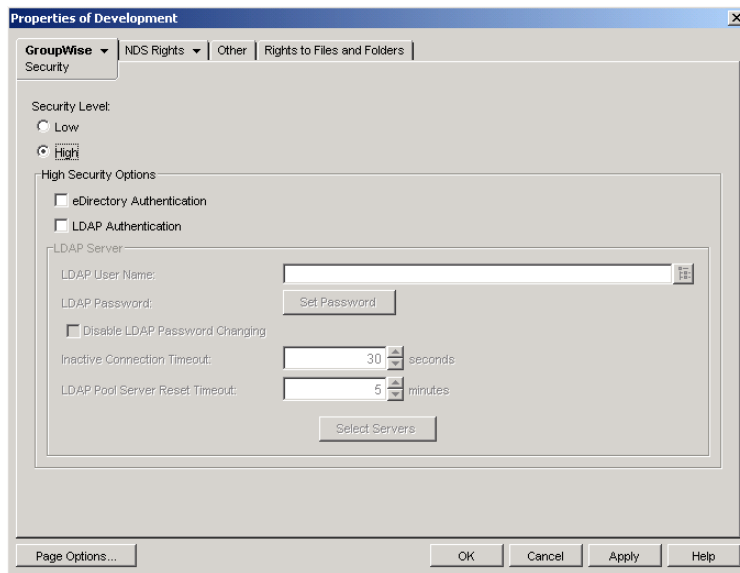 Properties of Development
GroupWise NDS Rights Other Rights to Files and Folders
Security
Security Level:
Low
High
High Security Options
eDirectory Authentication
LDAP Authentication
LDAP Server
LDAP User Name:
LDAP Password: Set Password
Disable LDAP Password Changing
Inactive Connection Timeout: 30 seconds
LDAP Pool Server Reset Timeout: 5 minutes
Select Servers
Page Options... OK Cancel Apply Help